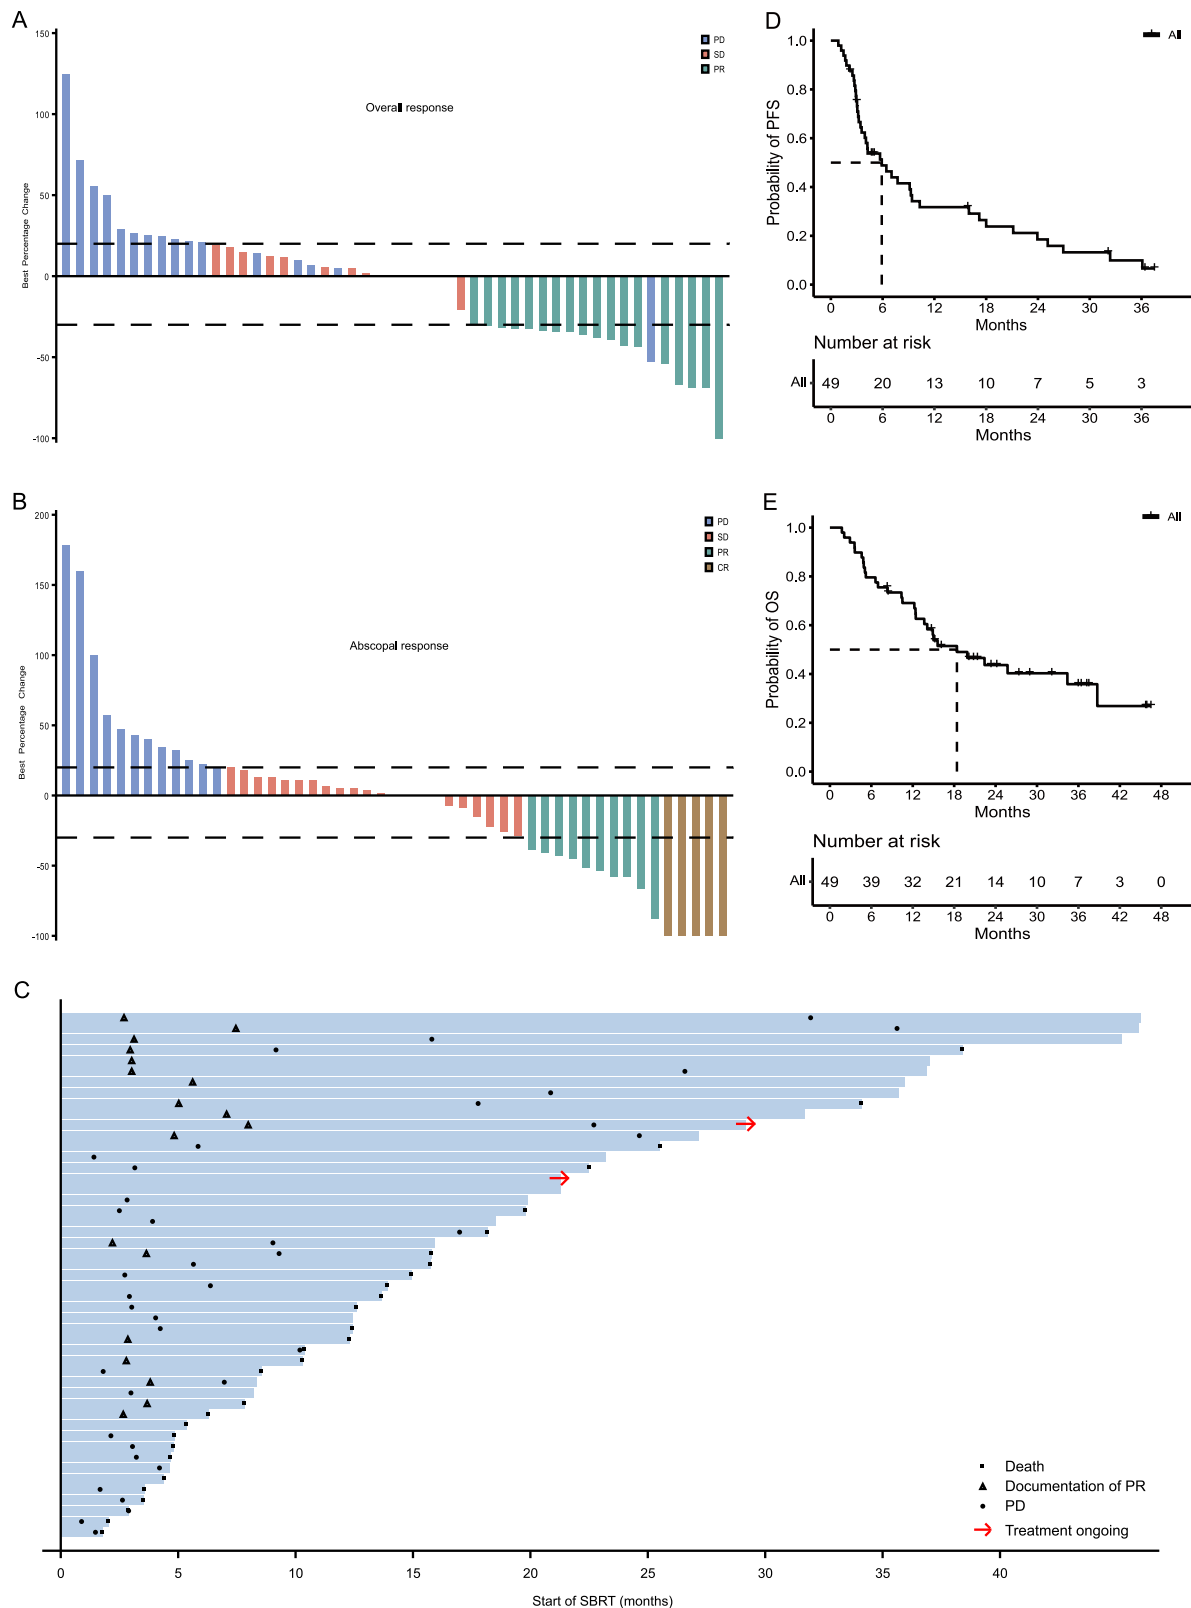 A
150
100
50
0
-50
-100
Best Percentage Change
Overall response
PD
SD
PR
D
1.0
0.8
0.6
0.4
0.2
0.0
Probability of PFS
All
0 6 12 18 24 30 36
Months
Number at risk
All 49 20 13 10 7 5 3
0 6 12 18 24 30 36
Months
B
200
150
100
50
0
-50
-100
Best Percentage Change
Abscopal response
PD
SD
PR
CR
E
1.0
0.8
0.6
0.4
0.2
0.0
Probability of OS
All
0 6 12 18 24 30 36 42 48
Months
Number at risk
All 49 39 32 21 14 10 7 3 0
0 6 12 18 24 30 36 42 48
Months
C
Death
Documentation of PR
PD
Treatment ongoing
0 5 10 15 20 25 30 35 40
Start of SBRT (months)